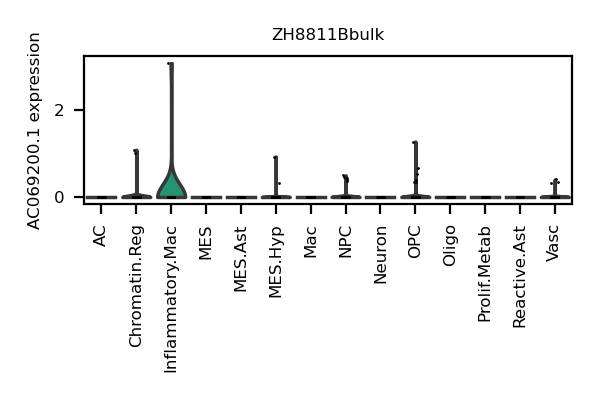 ZH8811Bbulk
AC069200.1 expression
2
0
AC
Chromatin.Reg
Inflammatory.Mac
MES
MES.Ast
MES.Hyp
Mac
NPC
Neuron
OPC
Oligo
Prolif.Metab
Reactive.Ast
Vasc